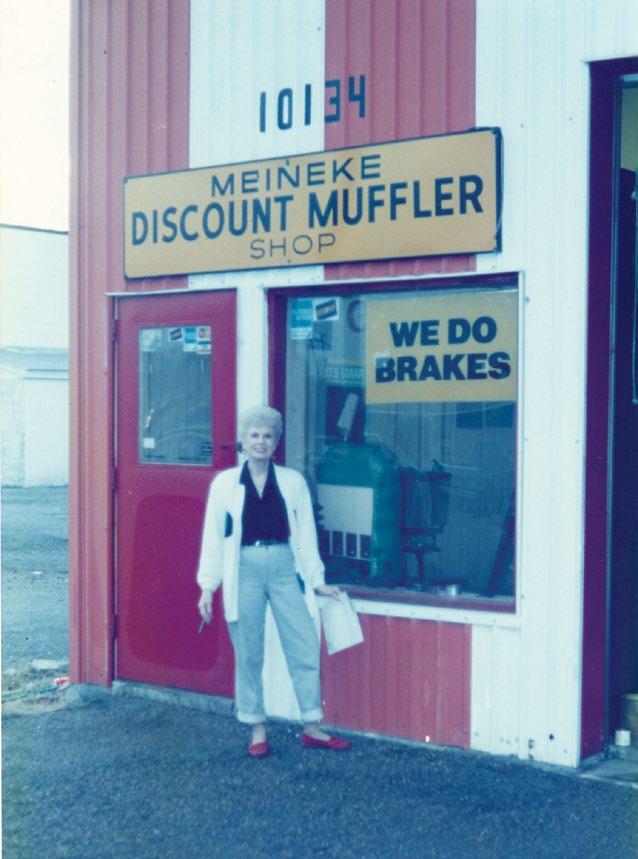 10134
MEINEKE
DISCOUNT MUFFLER
SHOP
WE DO
BRAKES